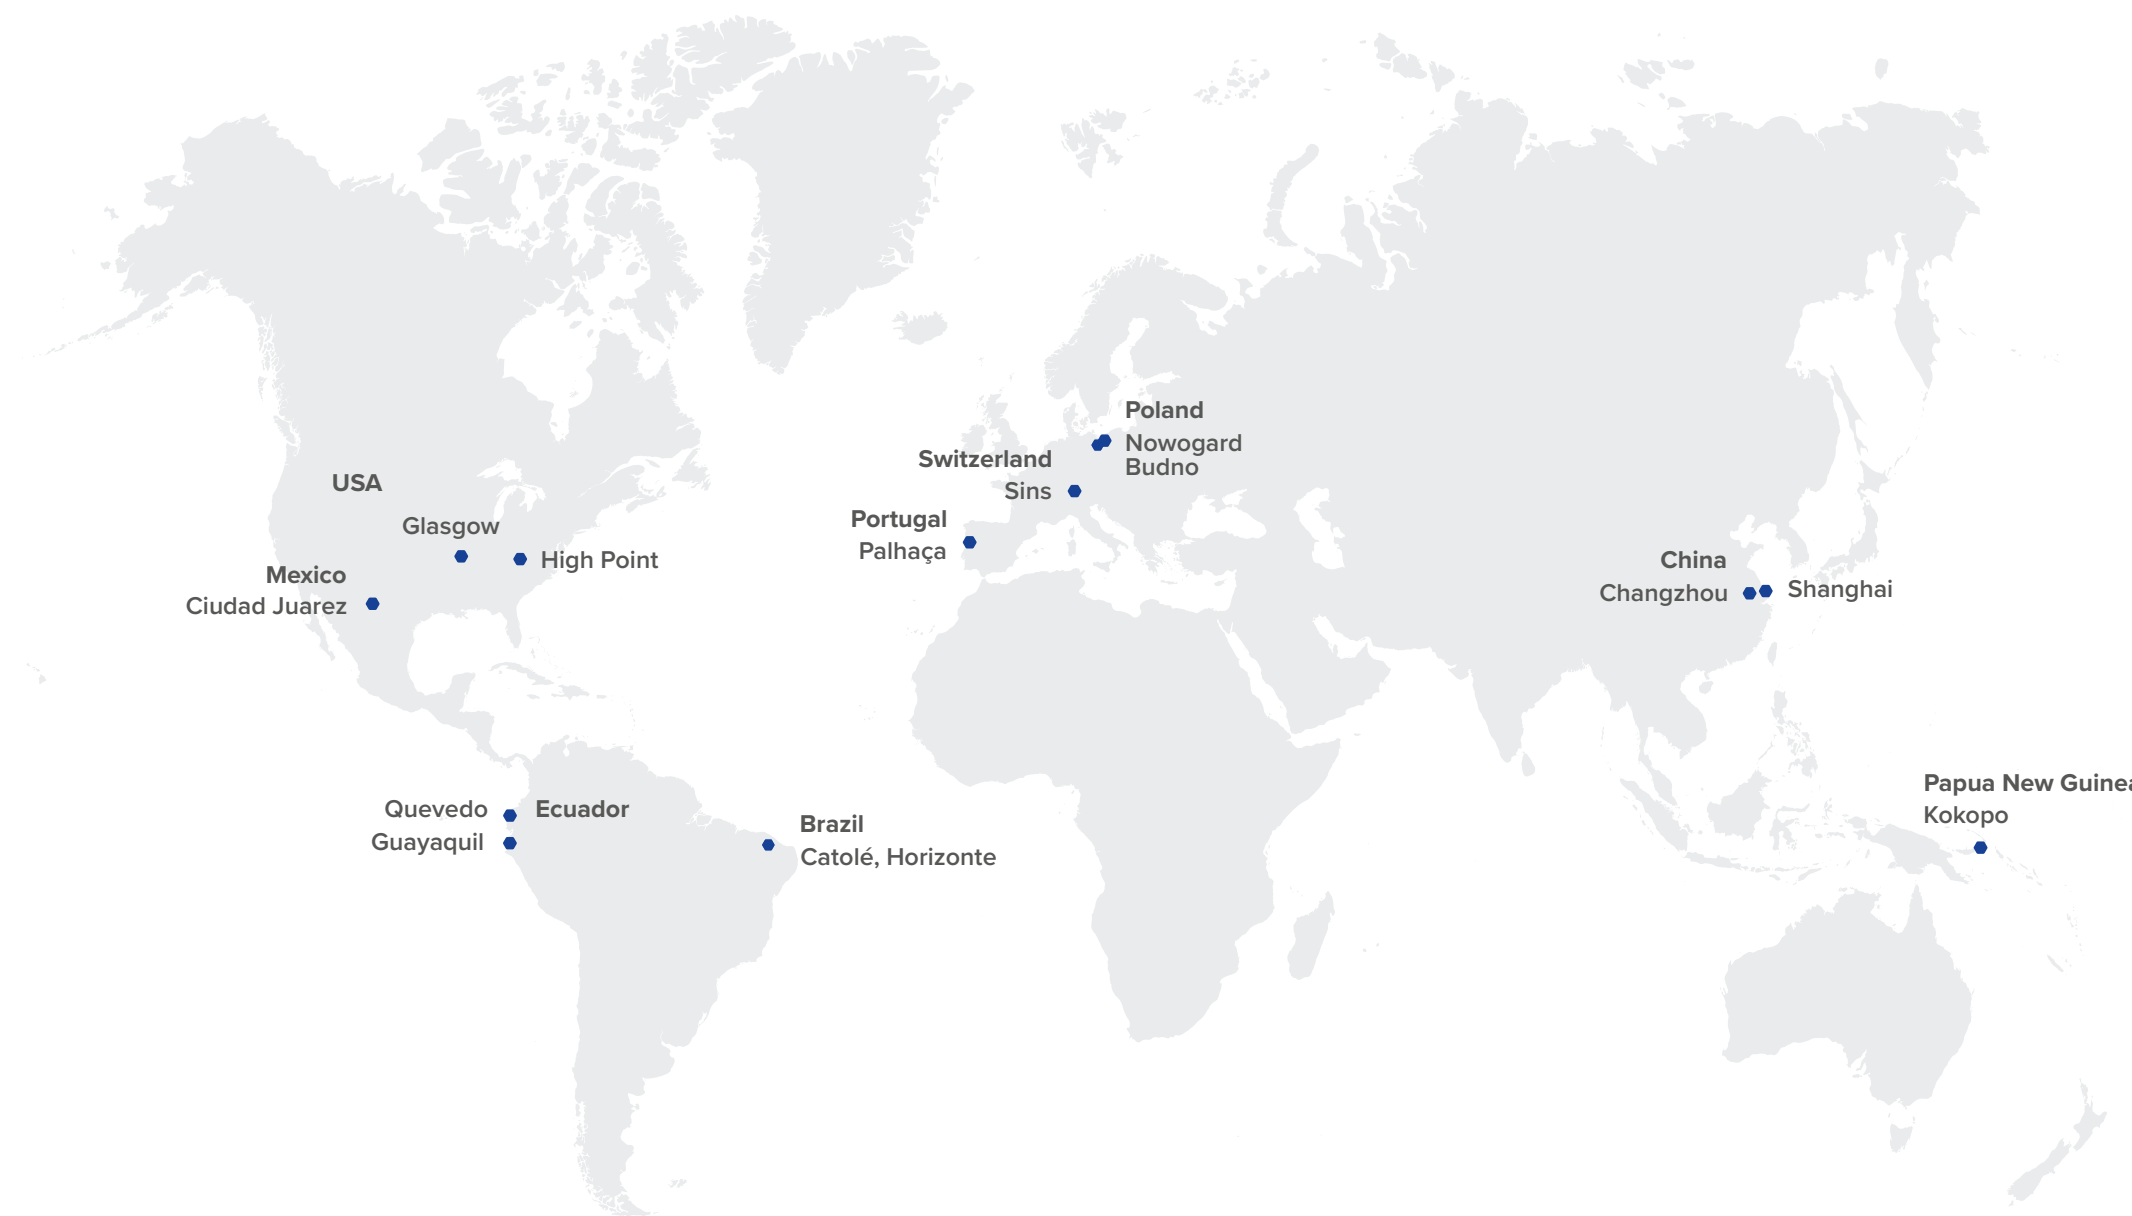 Poland
Nowogard
Budno
Switzerland
Sins
Portugal
Palhaça
USA
Glasgow
High Point
Mexico
Ciudad Juarez
China
Changzhou
Shanghai
Quevedo
Guayaquil
Ecuador
Brazil
Catolé, Horizonte
Papua New Guinea
Kokopo